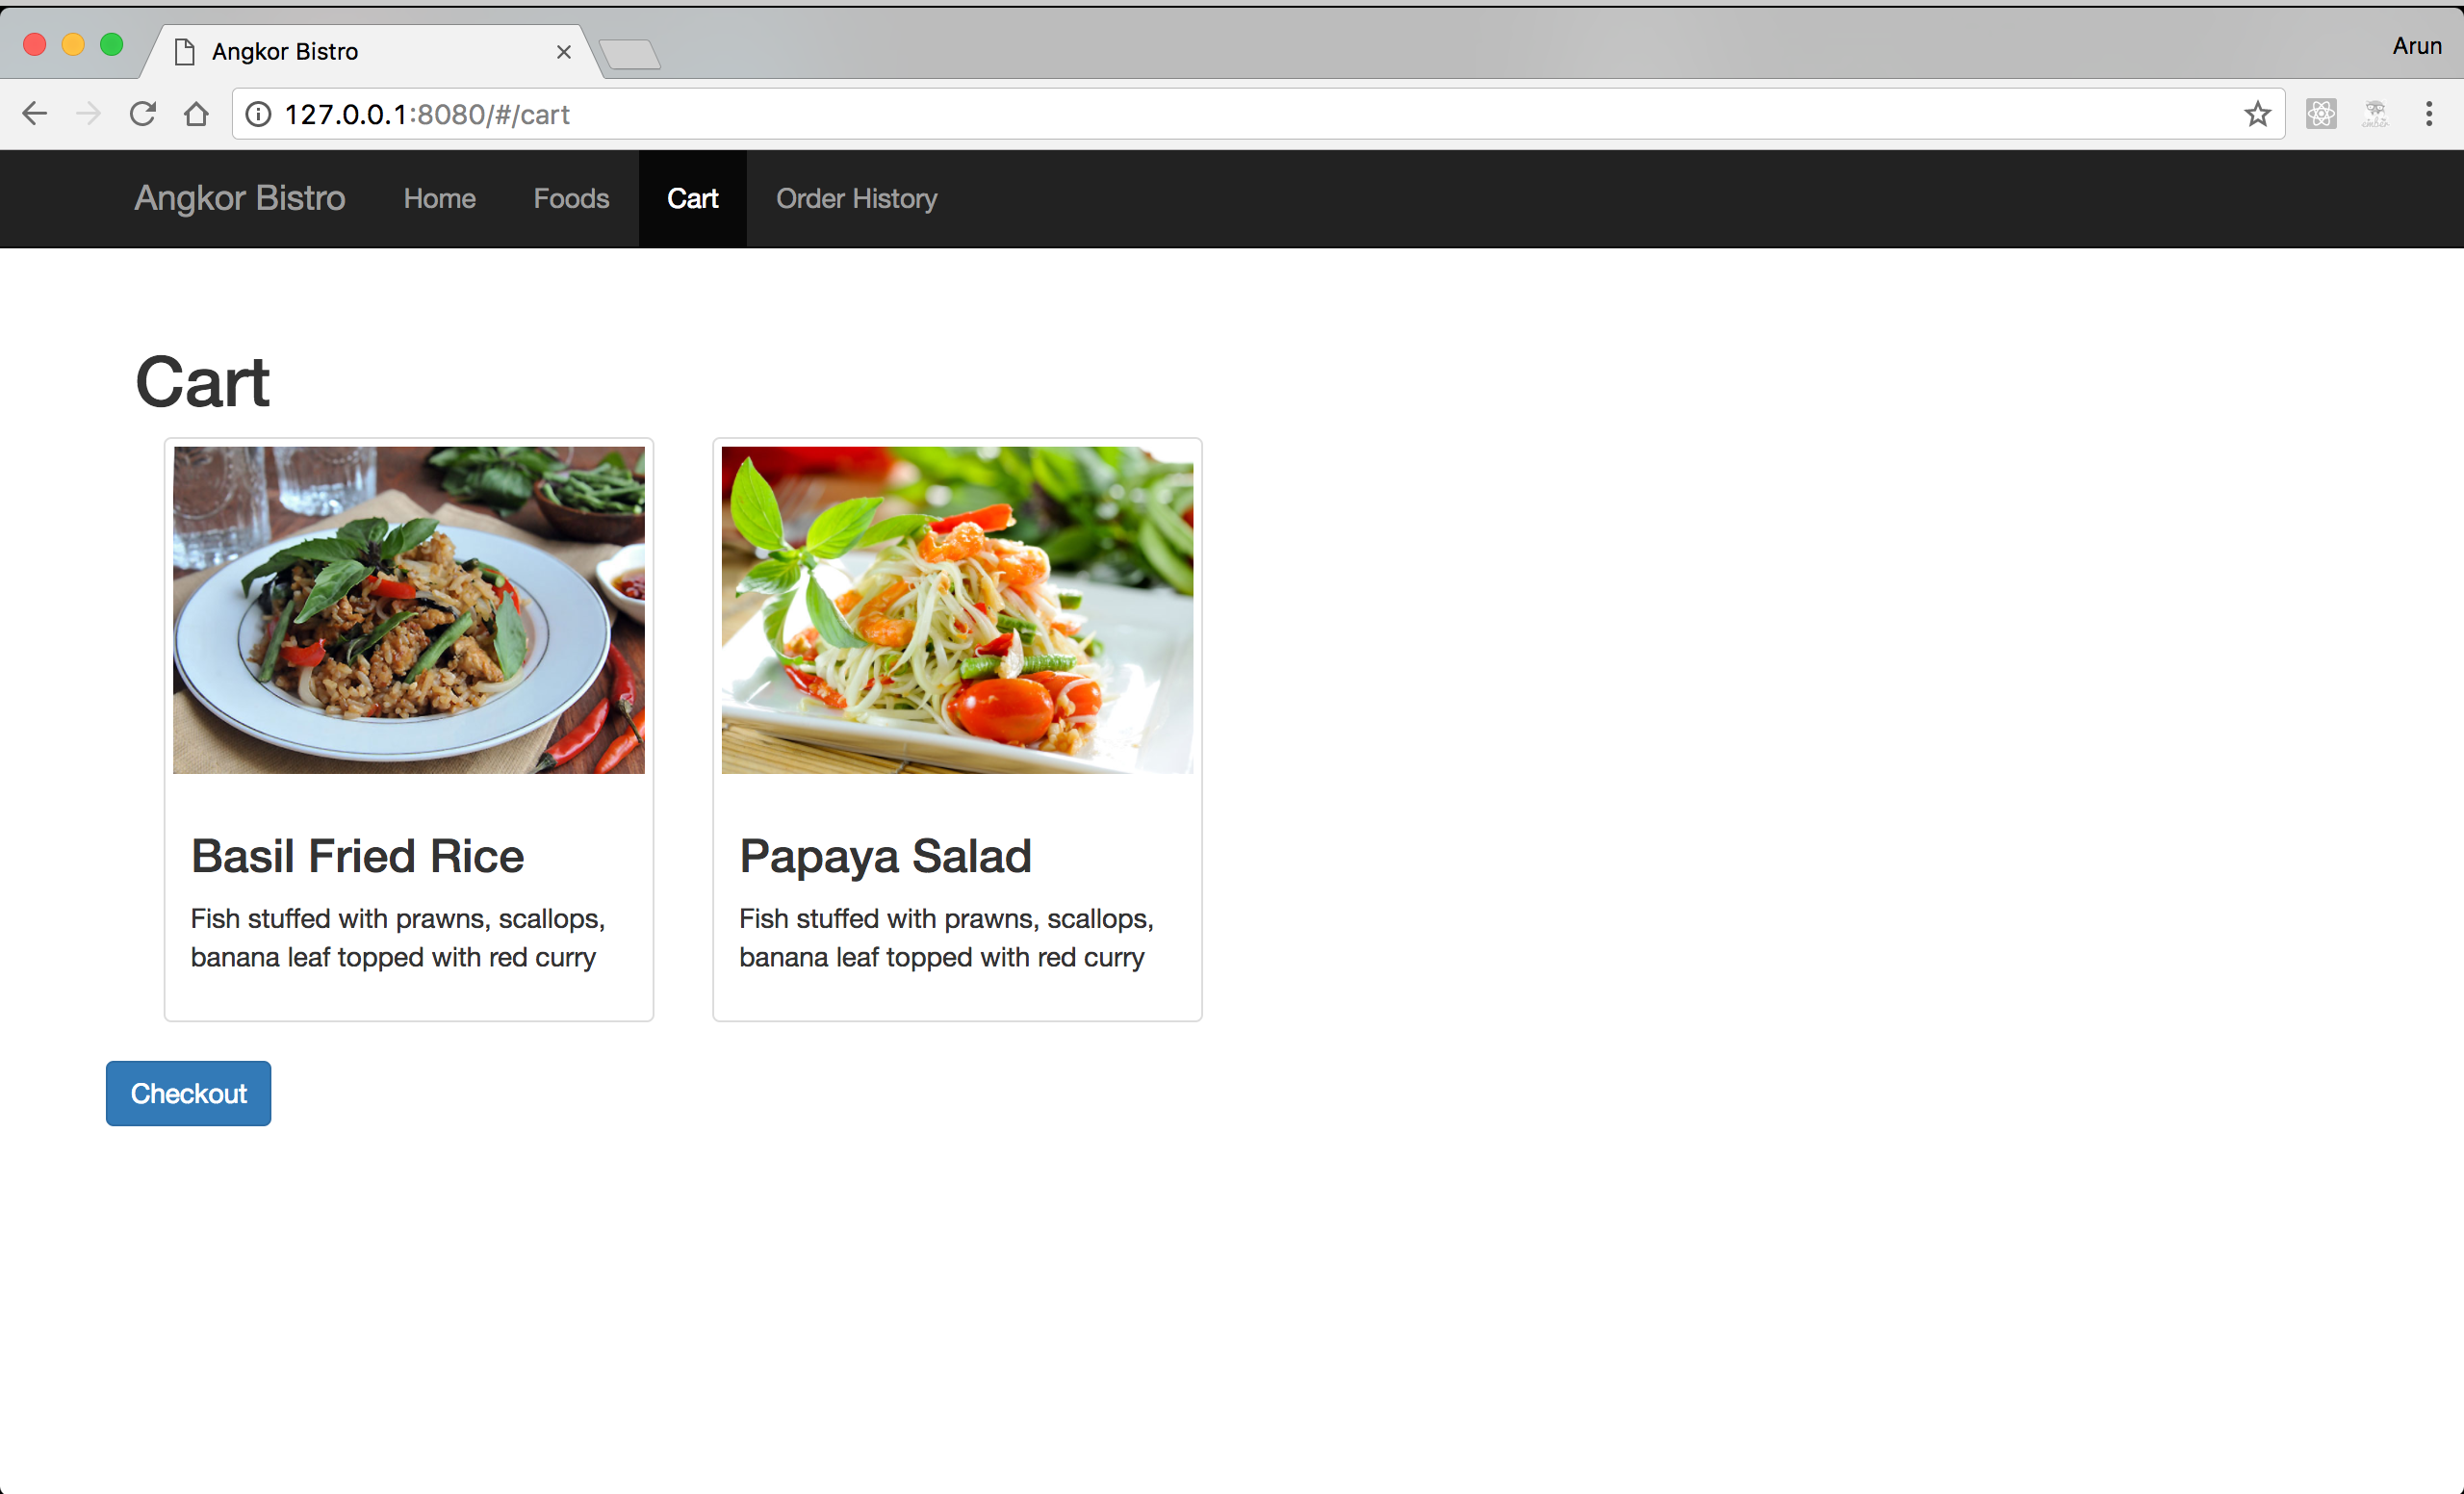 Angkor Bistro
Arun
127.0.0.1:8080/#/cart
Angkor Bistro Home Foods Cart Order History
Cart
Basil Fried Rice
Fish stuffed with prawns, scallops,
banana leaf topped with red curry
Papaya Salad
Fish stuffed with prawns, scallops,
banana leaf topped with red curry
Checkout